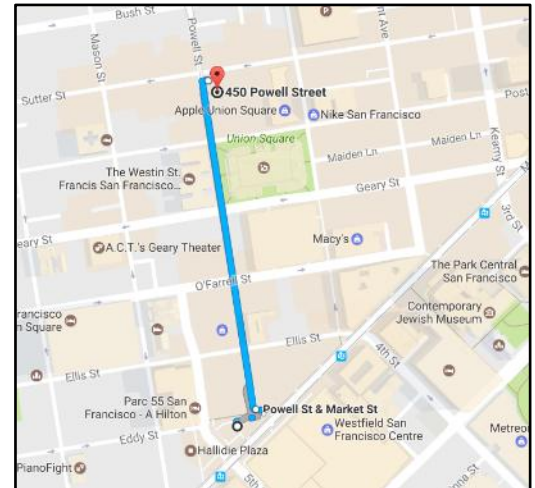 Bush St
Mason St
Powell St
nt Ave
Sutter St
450 Powell Street
Apple Union Square
Nike San Francisco
Post
Union Square
Maiden Ln
Maiden Ln
Kearny St
The Westin St.
Francis San Francisco...
Geary St
3rd St
eary St
A.C.T.'s Geary Theater
Macy's
O'Farrell St
The Park Central
San Francisco
Contemporary
Jewish Museum
rancisco
n Square
Ellis St
4th St
Ellis St
Parc 55 San
Francisco - A Hilton
Powell St & Market St
Westfield San
Francisco Centre
Metreo
Eddy St
Hallidie Plaza
PianoFight
5th
nna St